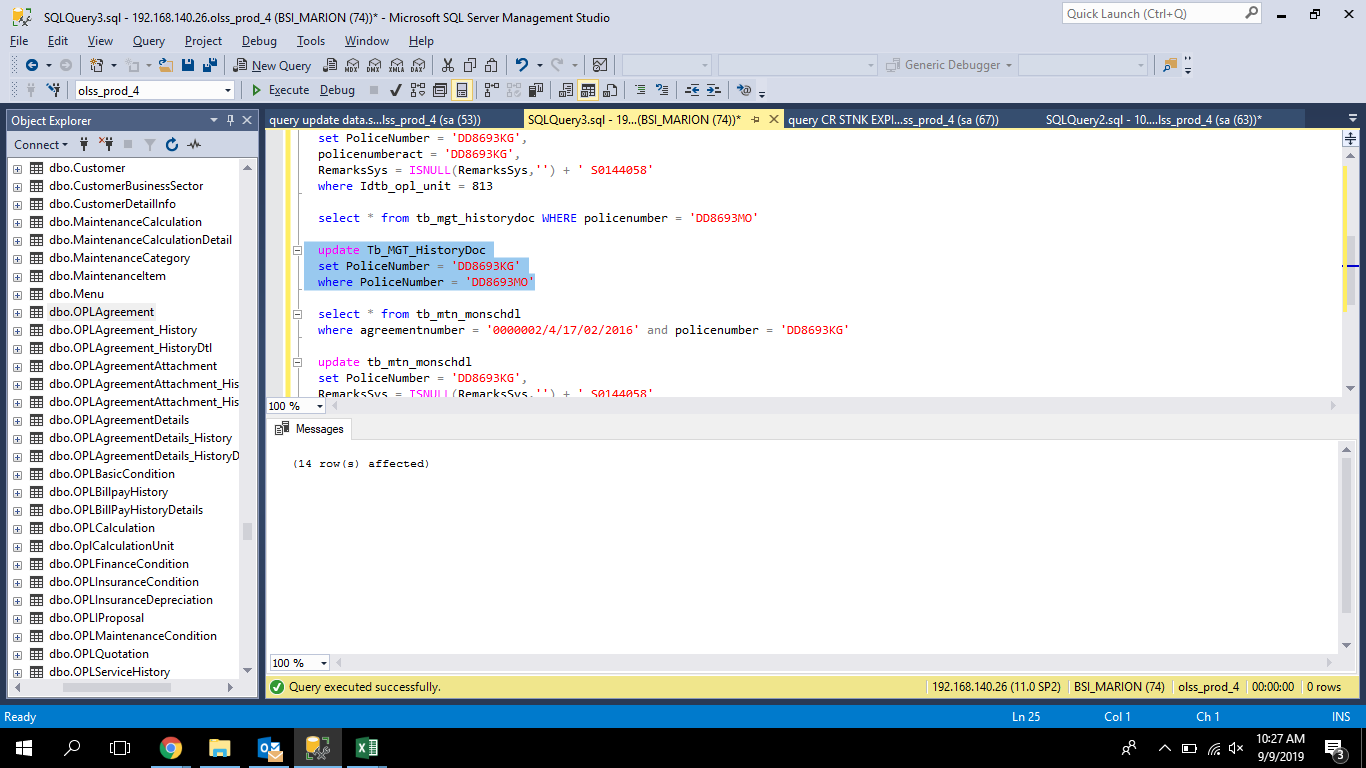 SQLQuery3.sql - 192.168.140.26.olss_prod_4 (BSI_MARION (74))* - Microsoft SQL Server Management Studio
Quick Launch (Ctrl+Q)
File Edit View Query Project Debug Tools Window Help
New Query MDX DMX XMLA DAX Generic Debugger
olss_prod_4 Execute Debug
Object Explorer
query update data.s...lss_prod_4 (sa (53)) SQLQuery3.sql - 19...(BSI_MARION (74))* query CR STNK EXPI...ss_prod_4 (sa (67)) SQLQuery2.sql - 10....lss_prod_4 (sa (63))*
Connect
dbo.Customer
dbo.CustomerBusinessSector
dbo.CustomerDetailInfo
dbo.MaintenanceCalculation
dbo.MaintenanceCalculationDetail
dbo.MaintenanceCategory
dbo.MaintenanceItem
dbo.Menu
dbo.OPLAgreement
dbo.OPLAgreement_History
dbo.OPLAgreement_HistoryDtl
dbo.OPLAgreementAttachment
dbo.OPLAgreementAttachment_His
dbo.OPLAgreementAttachment_His
dbo.OPLAgreementDetails
dbo.OPLAgreementDetails_History
dbo.OPLAgreementDetails_HistoryD
dbo.OPLBasicCondition
dbo.OPLBillpayHistory
dbo.OPLBillPayHistoryDetails
dbo.OPLCalculation
dbo.OplCalculationUnit
dbo.OPLFinanceCondition
dbo.OPLInsuranceCondition
dbo.OPLInsuranceDepreciation
dbo.OPLIProposal
dbo.OPLMaintenanceCondition
dbo.OPLQuotation
dbo.OPLServiceHistory
set PoliceNumber = 'DD8693KG',
policenumberact = 'DD8693KG',
RemarksSys = ISNULL(RemarksSys,'') + ' S0144058'
where Idtb_opl_unit = 813
select * from tb_mgt_historydoc WHERE policenumber = 'DD8693MO'
update Tb_MGT_HistoryDoc
set PoliceNumber = 'DD8693KG'
where PoliceNumber = 'DD8693MO'
select * from tb_mtn_monschdl
where agreementnumber = '0000002/4/17/02/2016' and policenumber = 'DD8693KG'
update tb_mtn_monschdl
set PoliceNumber = 'DD8693KG',
RemarksSys = ISNULL(RemarksSys,'') + ' S0144058'
100 %
Messages
(14 row(s) affected)
100 %
Query executed successfully. 192.168.140.26 (11.0 SP2) BSI_MARION (74) olss_prod_4 00:00:00 0 rows
Ready Ln 25 Col 1 Ch 1 INS
10:27 AM
9/9/2019
3